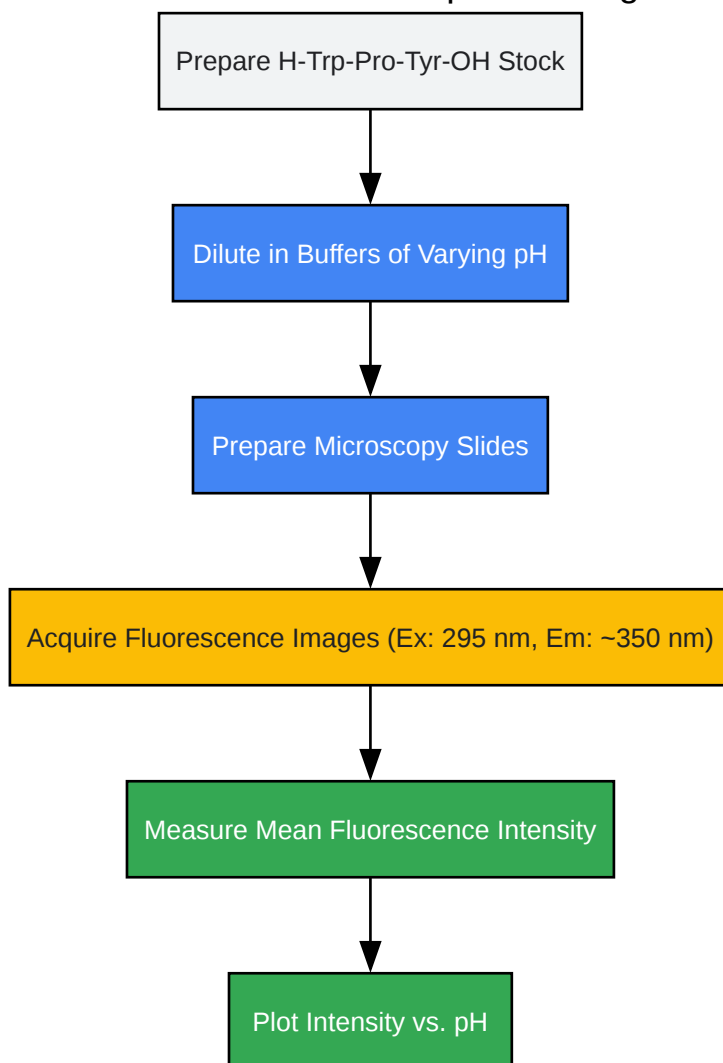 Prepare H-Trp-Pro-Tyr-OH Stock
Dilute in Buffers of Varying pH
Prepare Microscopy Slides
Acquire Fluorescence Images (Ex: 295 nm, Em: ~350 nm)
Measure Mean Fluorescence Intensity
Plot Intensity vs. pH